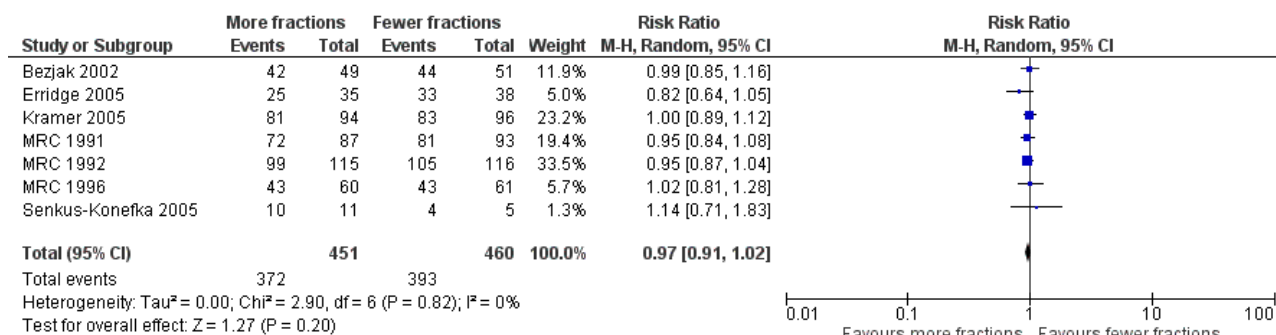 More fractions Fewer fractions Risk Ratio Risk Ratio
Study or Subgroup Events Total Events Total Weight M-H, Random, 95% CI M-H, Random, 95% CI
Bezjak 2002 42 49 44 51 11.9% 0.99 [0.85, 1.16]
Erridge 2005 25 35 33 38 5.0% 0.82 [0.64, 1.05]
Kramer 2005 81 94 83 96 23.2% 1.00 [0.89, 1.12]
MRC 1991 72 87 81 93 19.4% 0.95 [0.84, 1.08]
MRC 1992 99 115 105 116 33.5% 0.95 [0.87, 1.04]
MRC 1996 43 60 43 61 5.7% 1.02 [0.81, 1.28]
Senkus-Konefka 2005 10 11 4 5 1.3% 1.14 [0.71, 1.83]
Total (95% CI) 451 460 100.0% 0.97 [0.91, 1.02]
Total events 372 393
Heterogeneity: Tau² = 0.00; Chi² = 2.90, df = 6 (P = 0.82); I² = 0%
Test for overall effect: Z = 1.27 (P = 0.20)
0.01 0.1 1 10 100
Favours more fractions Favours fewer fractions